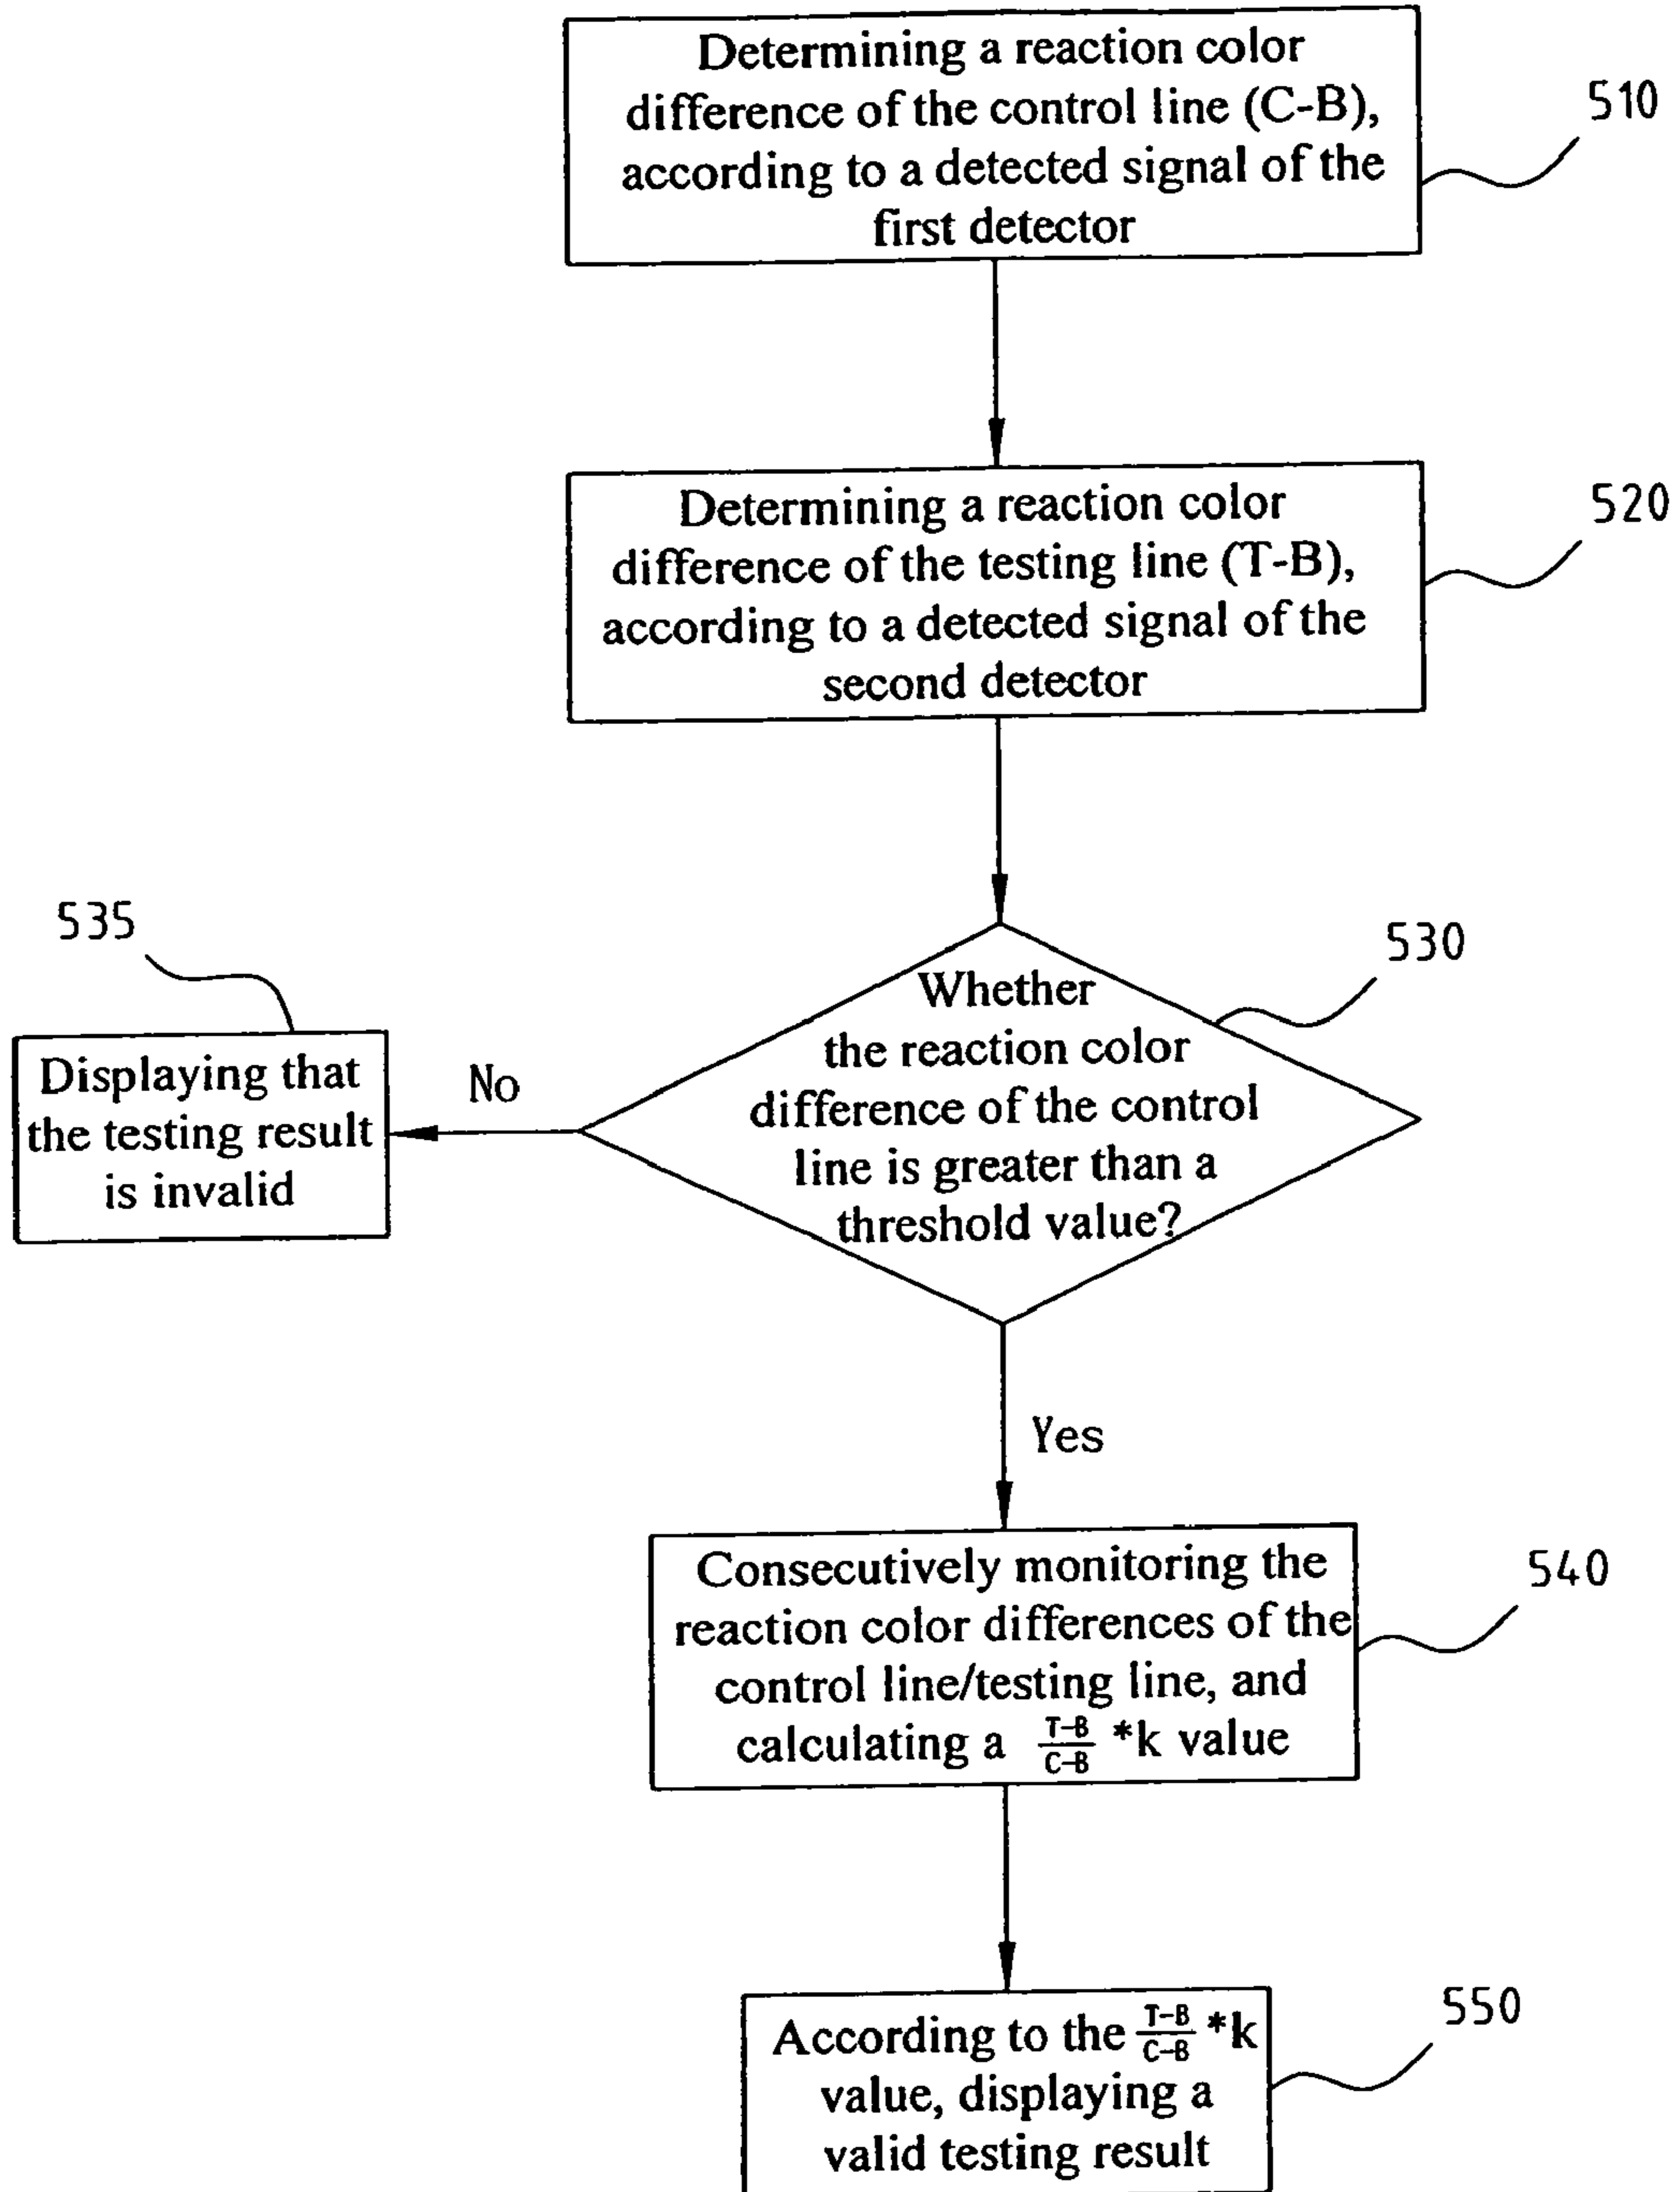 Determining a reaction color
difference of the control line (C-B),
according to a detected signal of the
first detector
510
Determining a reaction color
difference of the testing line (T-B),
according to a detected signal of the
second detector
520
535
530
Whether
the reaction color
difference of the control
line is greater than a
threshold value?
No
Displaying that
the testing result
is invalid
Yes
Consecutively monitoring the
reaction color differences of the
control line/testing line, and
calculating a T-B/C-B *k value
540
According to the T-B/C-B *k
value, displaying a
valid testing result
550